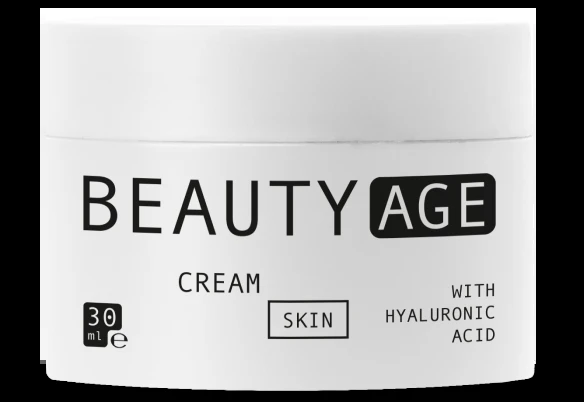 BEAUTY AGE
CREAM
SKIN
WITH
HYALURONIC
ACID
30
ml e